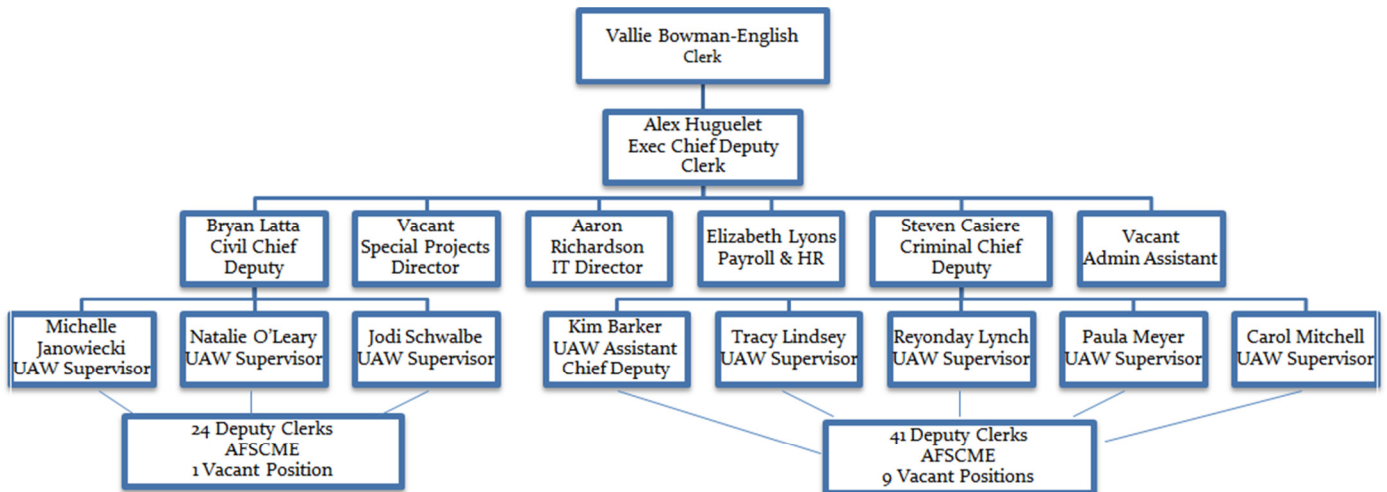 Vallie Bowman-English
Clerk
Alex Huguelet
Exec Chief Deputy
Clerk
Bryan Latta
Civil Chief
Deputy
Vacant
Special Projects
Director
Aaron
Richardson
IT Director
Elizabeth Lyons
Payroll & HR
Steven Casiere
Criminal Chief
Deputy
Vacant
Admin Assistant
Michelle
Janowiecki
UAW Supervisor
Natalie O’Leary
UAW Supervisor
Jodi Schwalbe
UAW Supervisor
Kim Barker
UAW Assistant
Chief Deputy
Tracy Lindsey
UAW Supervisor
Reyonday Lynch
UAW Supervisor
Paula Meyer
UAW Supervisor
Carol Mitchell
UAW Supervisor
24 Deputy Clerks
AFSCME
1 Vacant Position
41 Deputy Clerks
AFSCME
9 Vacant Positions